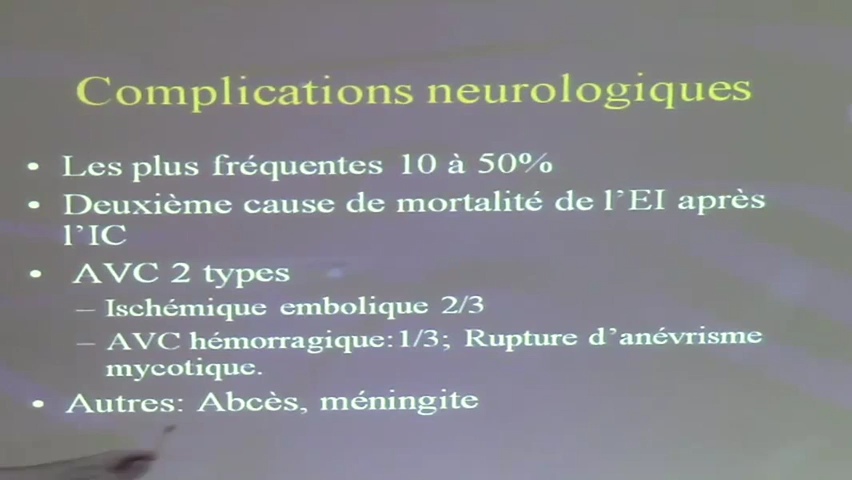 Complications neurologiques
• Les plus fréquentes 10 à 50%
• Deuxième cause de mortalité de l'EI après
l'IC
• AVC 2 types
– Ischémique embolique 2/3
– AVC hémorragique:1/3; Rupture d'anévrisme
mycotique.
• Autres: Abcès, méningite